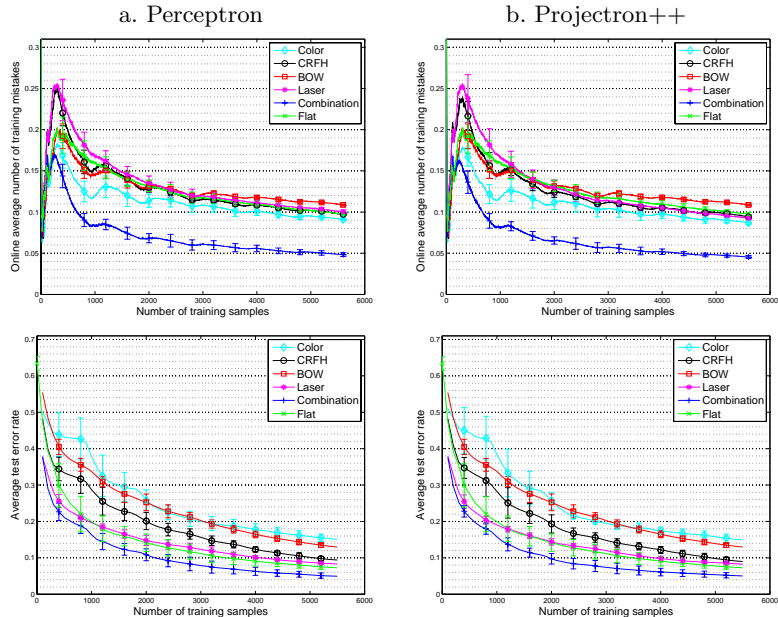 a. Perceptron
b. Projectron++
0.3
0.25
0.2
0.15
0.1
0.05
0
Online average number of training mistakes
Color
CRFH
BOW
Laser
Combination
Flat
0 1000 2000 3000 4000 5000 6000
Number of training samples
0.3
0.25
0.2
0.15
0.1
0.05
0
Online average number of training mistakes
Color
CRFH
BOW
Laser
Combination
Flat
0 1000 2000 3000 4000 5000 6000
Number of training samples
0.7
0.6
0.5
0.4
0.3
0.2
0.1
0
Average test error rate
Color
CRFH
BOW
Laser
Combination
Flat
0 1000 2000 3000 4000 5000 6000
Number of training samples
0.7
0.6
0.5
0.4
0.3
0.2
0.1
0
Average test error rate
Color
CRFH
BOW
Laser
Combination
Flat
0 1000 2000 3000 4000 5000 6000
Number of training samples